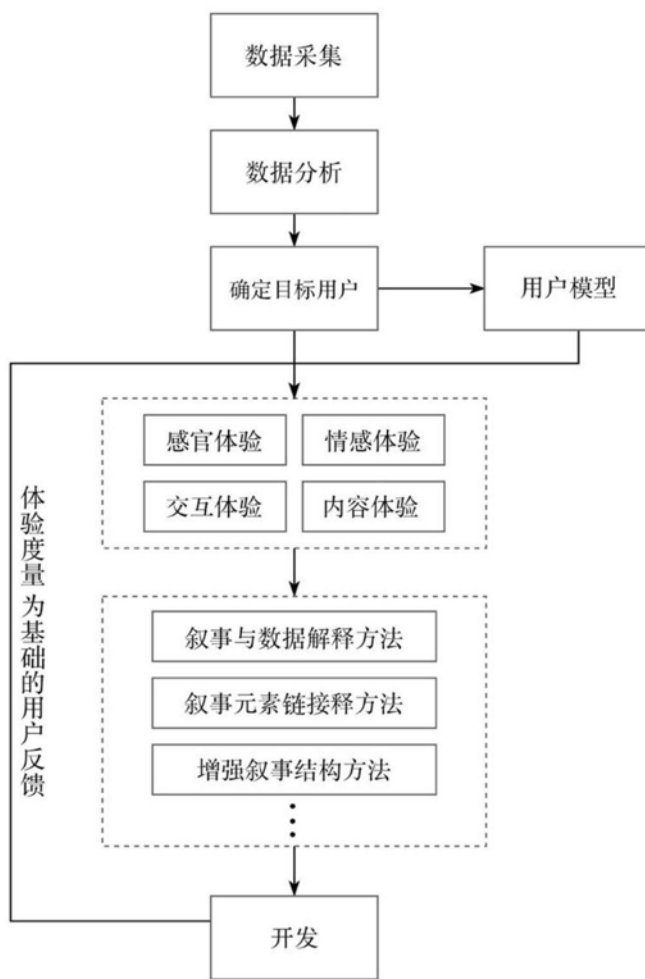 数据采集
数据分析
确定目标用户
用户模型
感官体验
情感体验
交互体验
内容体验
体验度量为基础的用户反馈
叙事与数据解释方法
叙事元素链接释方法
增强叙事结构方法
开发